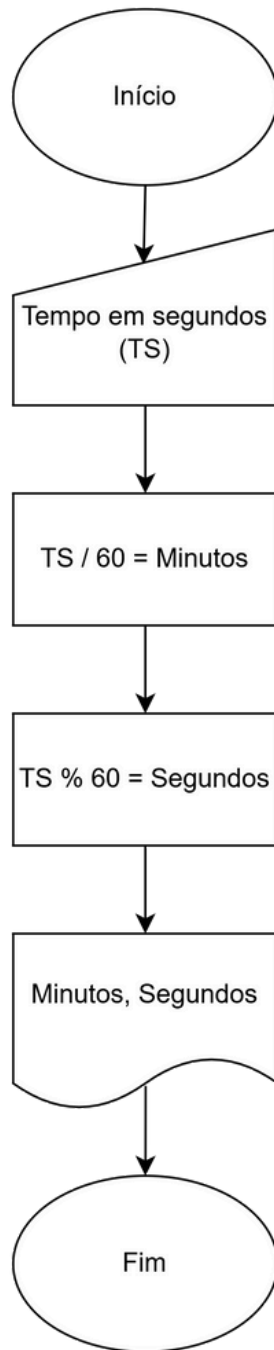 Início
Tempo em segundos
(TS)
TS / 60 = Minutos
TS % 60 = Segundos
Minutos, Segundos
Fim